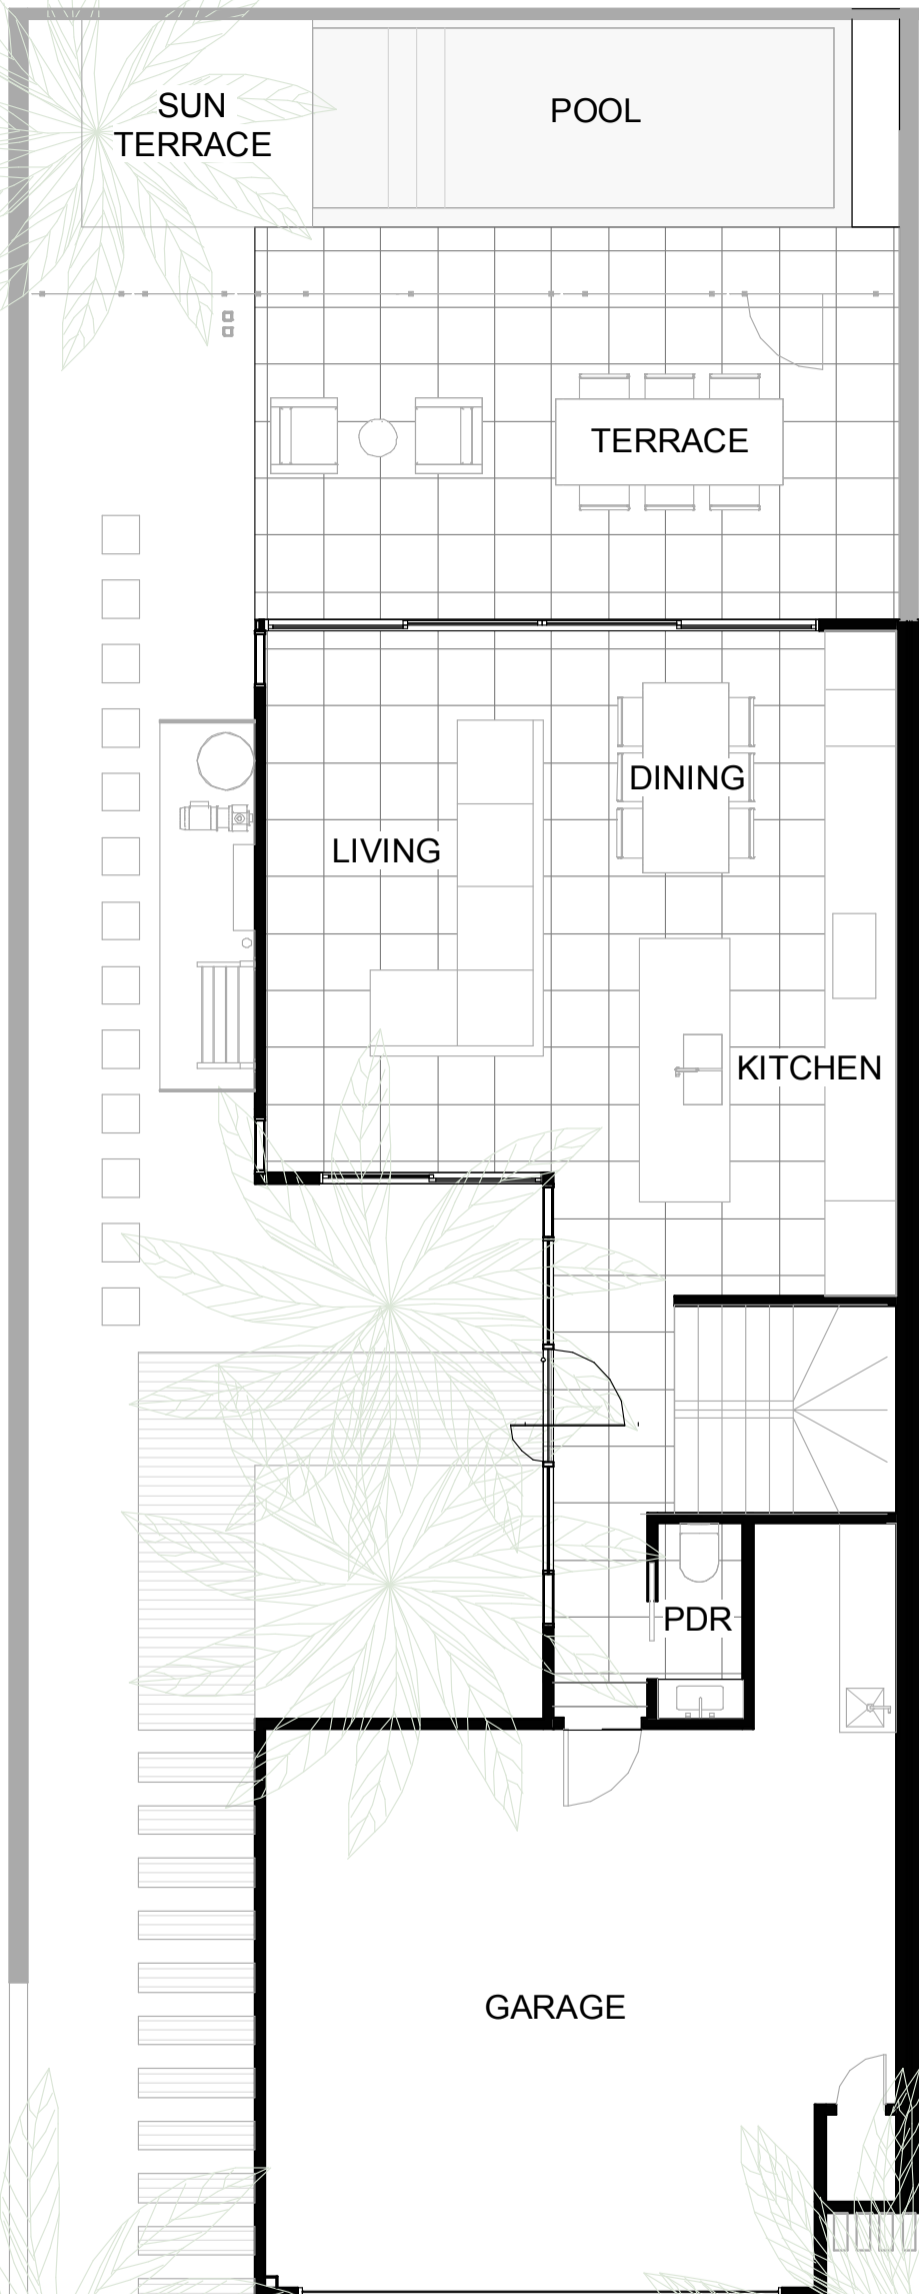 SUN
TERRACE
POOL
TERRACE
DINING
LIVING
KITCHEN
PDR
GARAGE